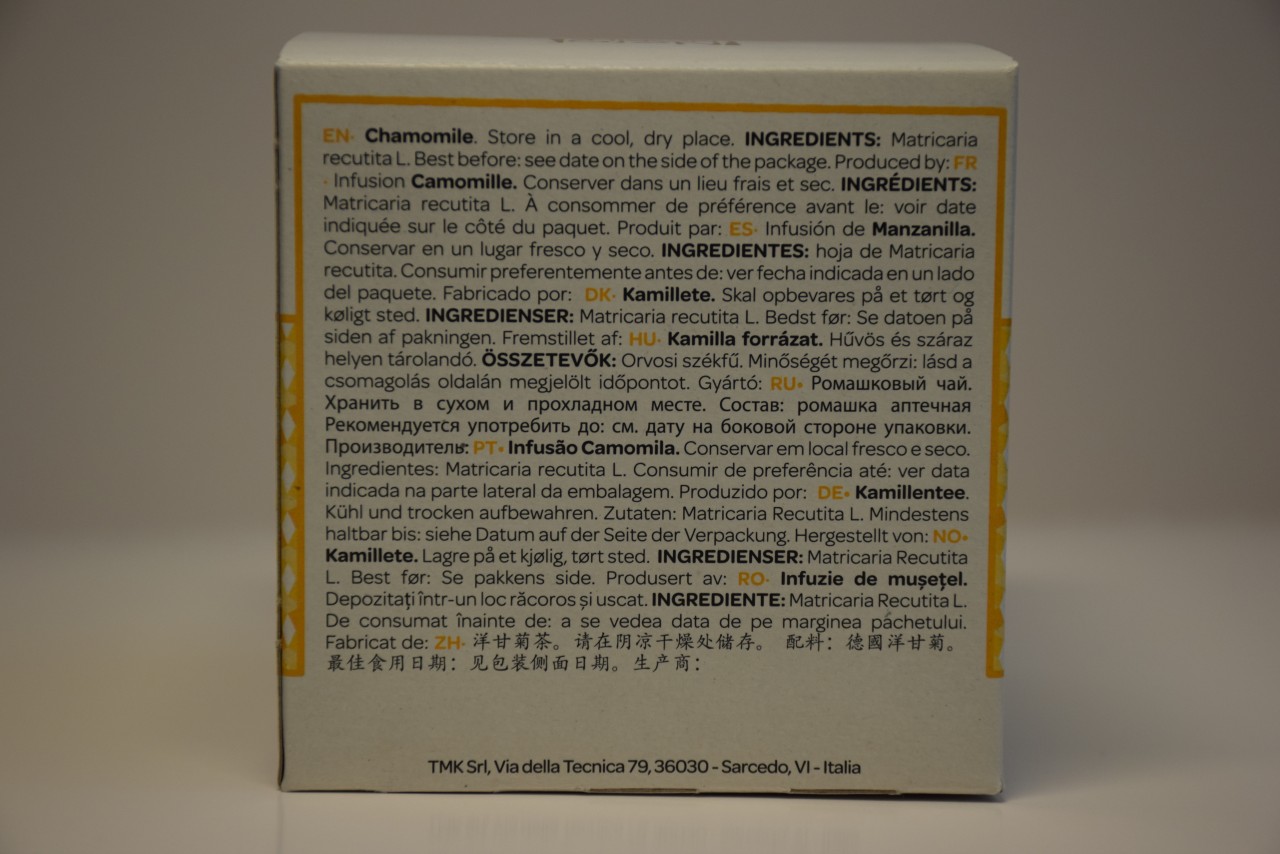 EN• Chamomile. Store in a cool, dry place. INGREDIENTS: Matricaria
recutita L. Best before: see date on the side of the package. Produced by: FR
• Infusion Camomille. Conserver dans un lieu frais et sec. INGRÉDIENTS:
Matricaria recutita L. À consommer de préférence avant le: voir date
indiquée sur le côté du paquet. Produit par: ES• Infusión de Manzanilla.
Conservar en un lugar fresco y seco. INGREDIENTES: hoja de Matricaria
recutita. Consumir preferentemente antes de: ver fecha indicada en un lado
del paquete. Fabricado por: DK• Kamillete. Skal opbevares på et tørt og
køligt sted. INGREDIENSER: Matricaria recutita L. Bedst før: Se datoen på
siden af pakningen. Fremstillet af: HU• Kamilla forrázat. Hűvös és száraz
helyen tárolandó. ÖSSZETEVŐK: Orvosi székfű. Minőségét megőrzi: lásd a
csomagolás oldalán megjelölt időpontot. Gyártó: RU• Ромашковый чай.
Хранить в сухом и прохладном месте. Состав: ромашка аптечная
Рекомендуется употребить до: см. дату на боковой стороне упаковки.
Производитель: PT• Infusão Camomila. Conservar em local fresco e seco.
Ingredientes: Matricaria recutita L. Consumir de preferência até: ver data
indicada na parte lateral da embalagem. Produzido por: DE• Kamillentee.
Kühl und trocken aufbewahren. Zutaten: Matricaria Recutita L. Mindestens
haltbar bis: siehe Datum auf der Seite der Verpackung. Hergestellt von: NO•
Kamillete. Lagre på et kjølig, tørt sted. INGREDIENSER: Matricaria Recutita
L. Best før: Se pakkens side. Produsert av: RO• Infuzie de mușețel.
Depozitați într-un loc răcoros și uscat. INGREDIENTE: Matricaria Recutita L.
De consumat înainte de: a se vedea data de pe marginea pachetului.
Fabricat de: ZH• 洋甘菊茶。请在阴凉干燥处储存。 配料：德國洋甘菊。
最佳食用日期：见包装侧面日期。生产商：
TMK Srl, Via della Tecnica 79, 36030 - Sarcedo, VI - Italia